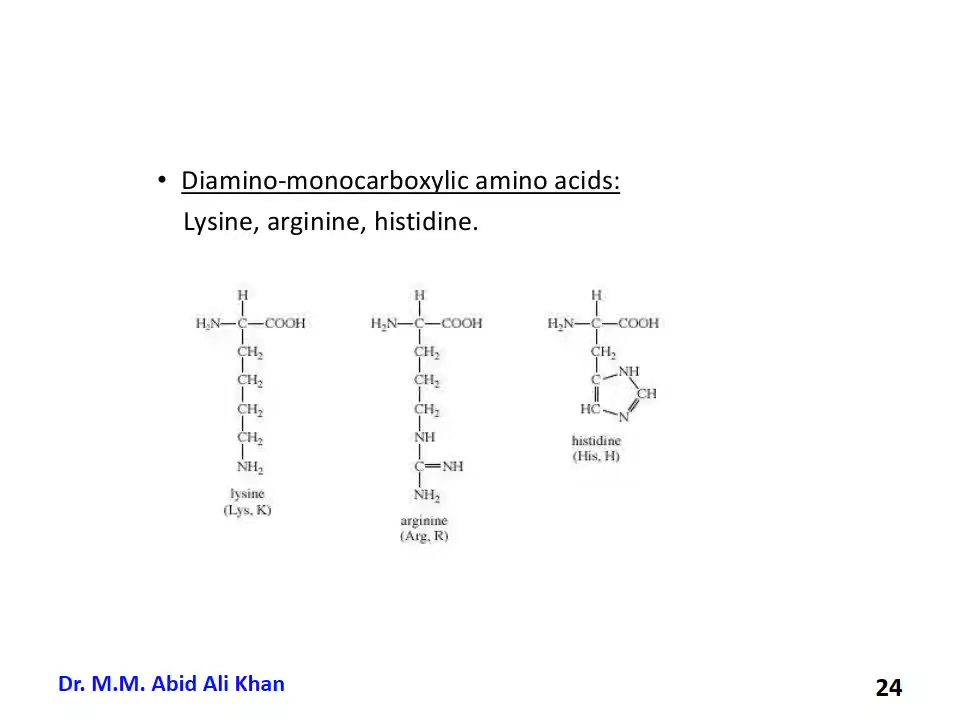 • Diamino-monocarboxylic amino acids:
Lysine, arginine, histidine.
H
H₂N—C—COOH
CH₂
CH₂
CH₂
CH₂
NH₂
lysine
(Lys, K)
H
H₂N—C—COOH
CH₂
CH₂
CH₂
NH
C=NH
NH₂
arginine
(Arg, R)
H
H₂N—C—COOH
CH₂
C—NH
CH
HC—N
histidine
(His, H)
Dr. M.M. Abid Ali Khan
24